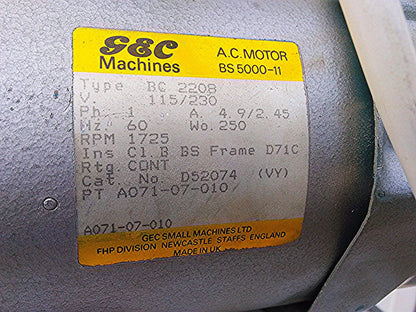 GEC
Machines
A.C. MOTOR
BS 5000-11
Type BC 2208
V. 115/230
Ph. 1 A. 4.9/2.45
Hz 60 Wo. 250
RPM 1725
Ins Cl.B BS Frame D71C
Rtg. CONT
Cat No. D52074 (VY)
PT A071-07-010/
A071-07-010
GEC SMALL MACHINES LTD
FHP DIVISION NEWCASTLE STAFFS ENGLAND
MADE IN UK